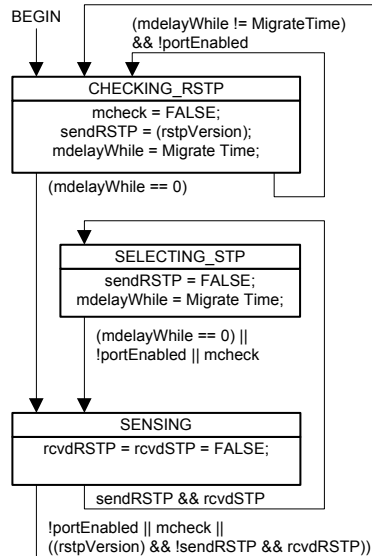 BEGIN
(mdelayWhile != MigrateTime)
&& !portEnabled
CHECKING_RSTP
mcheck = FALSE;
sendRSTP = (rstpVersion);
mdelayWhile = Migrate Time;
(mdelayWhile == 0)
SELECTING_STP
sendRSTP = FALSE;
mdelayWhile = Migrate Time;
(mdelayWhile == 0) ||
!portEnabled || mcheck
SENSING
rcvdRSTP = rcvdSTP = FALSE;
sendRSTP && rcvdSTP
!portEnabled || mcheck ||
((rstpVersion) && !sendRSTP && rcvdRSTP))